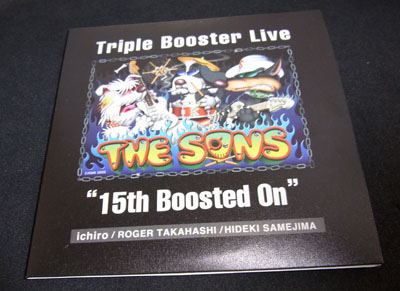 Triple Booster Live
THE SONS
"15th Boosted On"
ichiro / ROGER TAKAHASHI / HIDEKI SAMEJIMA